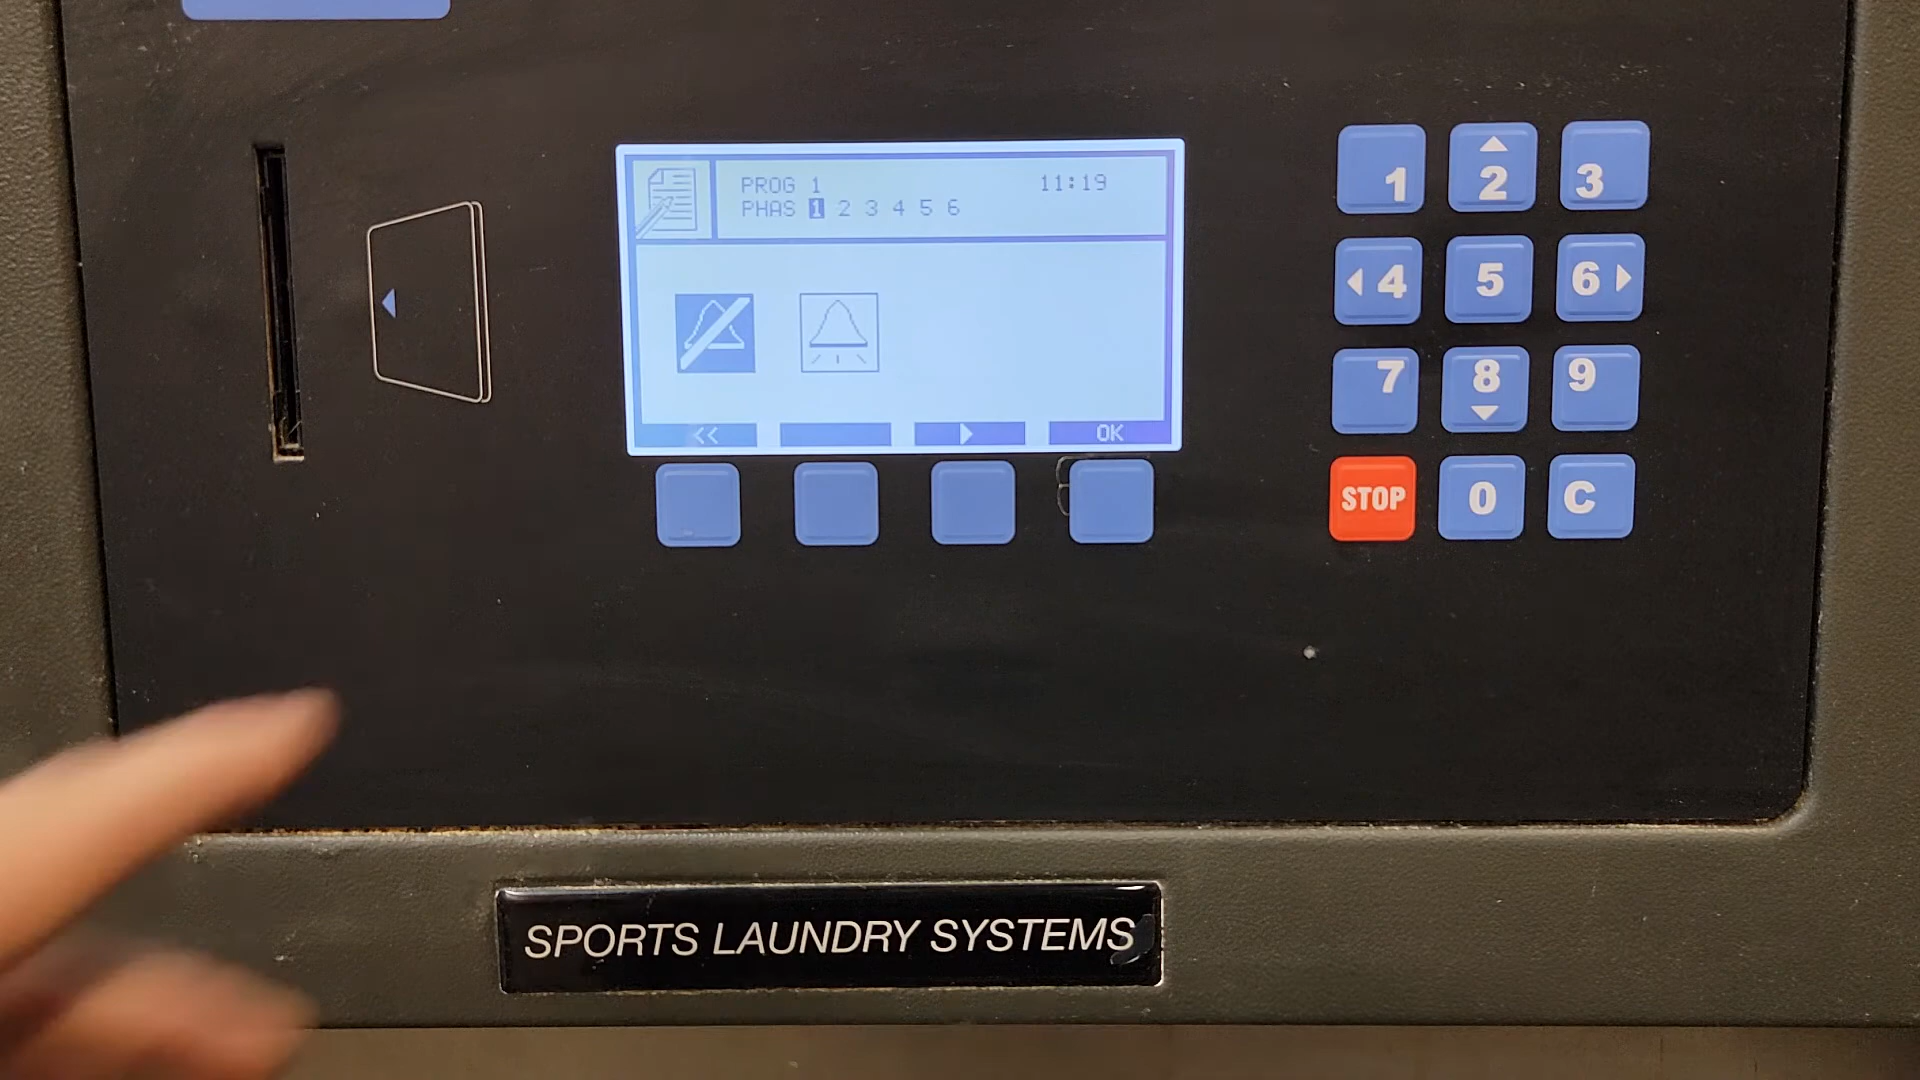 PROG 1 11:19
PHAS 1 2 3 4 5 6
<< OK
1 2 3
4 5 6
7 8 9
STOP 0 C
SPORTS LAUNDRY SYSTEMS